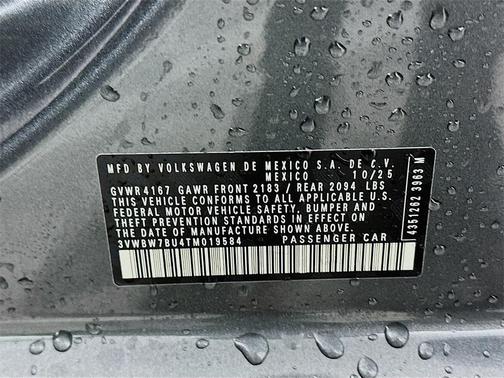 MFD BY VOLKSWAGEN DE MEXICO S.A. DE C.V.
MEXICO 10/25
GVWR 4167 GAWR FRONT 2183 / REAR 2094 LBS
THIS VEHICLE CONFORMS TO ALL APPLICABLE U.S.
FEDERAL MOTOR VEHICLE SAFETY, BUMPER AND
THEFT PREVENTION STANDARDS IN EFFECT ON THE
DATE OF MANUFACTURE SHOWN ABOVE.
3VWBW7BU4TM019584 PASSENGER CAR
4351262 3963 M